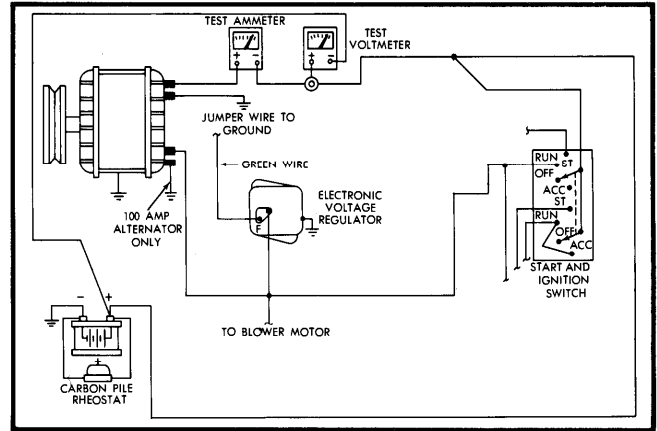 TEST AMMETER
TEST
VOLTMETER
+ -
+ -
JUMPER WIRE TO
GROUND
GREEN WIRE
100 AMP
ALTERNATOR
ONLY
F
ELECTRONIC
VOLTAGE
REGULATOR
RUN
ST
OFF
ACC
ST
RUN
OFF
ACC
START AND
IGNITION
SWITCH
TO BLOWER MOTOR
- +
+
CARBON PILE
RHEOSTAT